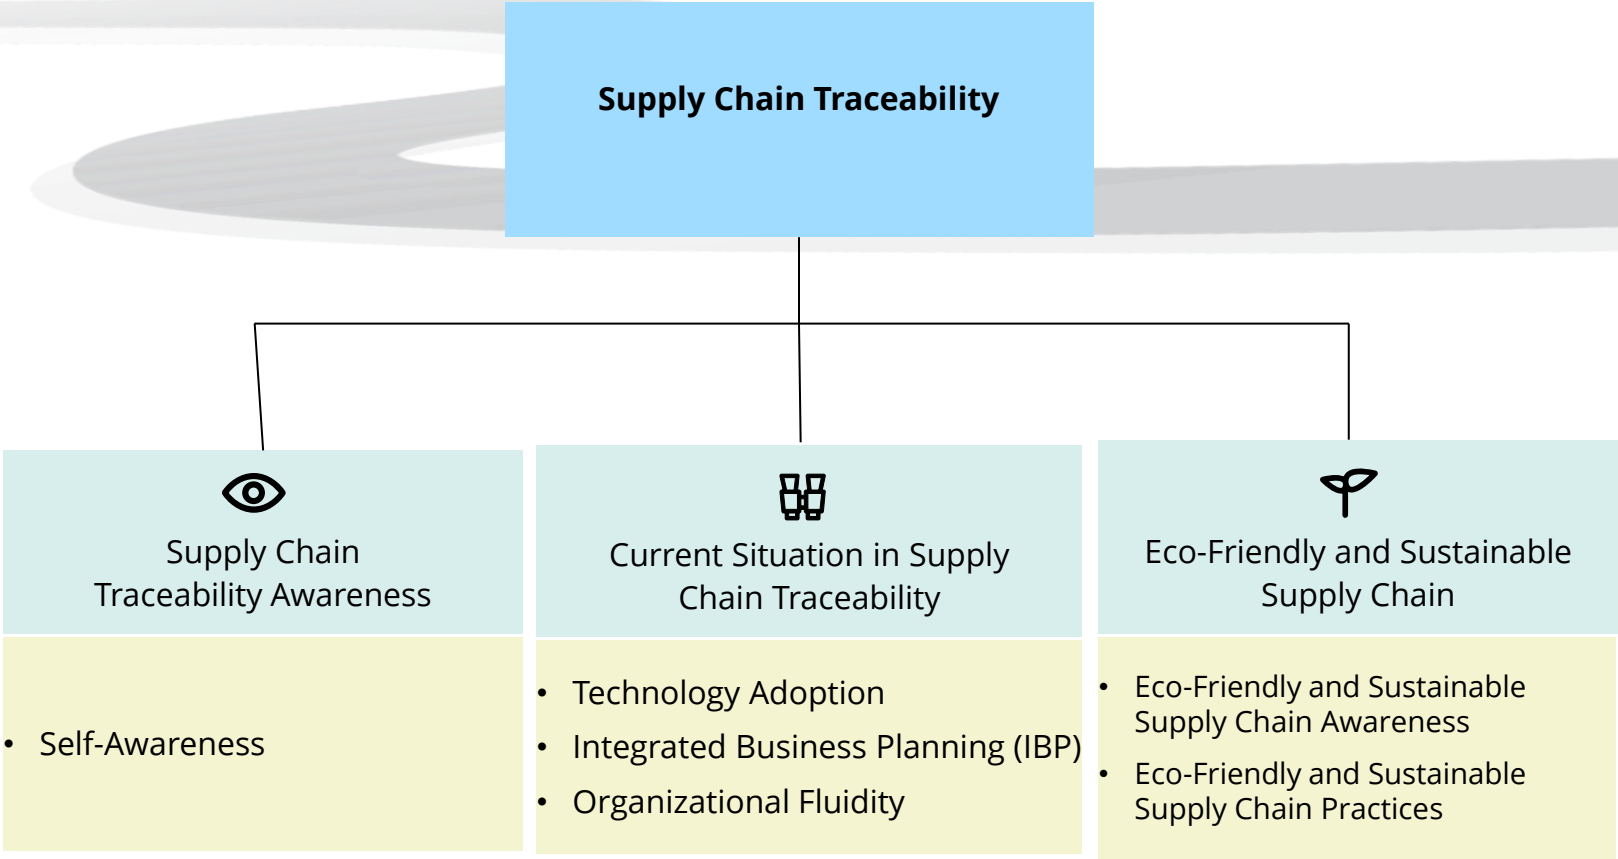 Supply Chain Traceability
Supply Chain
Traceability Awareness
• Self-Awareness
Current Situation in Supply
Chain Traceability
• Technology Adoption
• Integrated Business Planning (IBP)
• Organizational Fluidity
Eco-Friendly and Sustainable
Supply Chain
• Eco-Friendly and Sustainable
Supply Chain Awareness
• Eco-Friendly and Sustainable
Supply Chain Practices